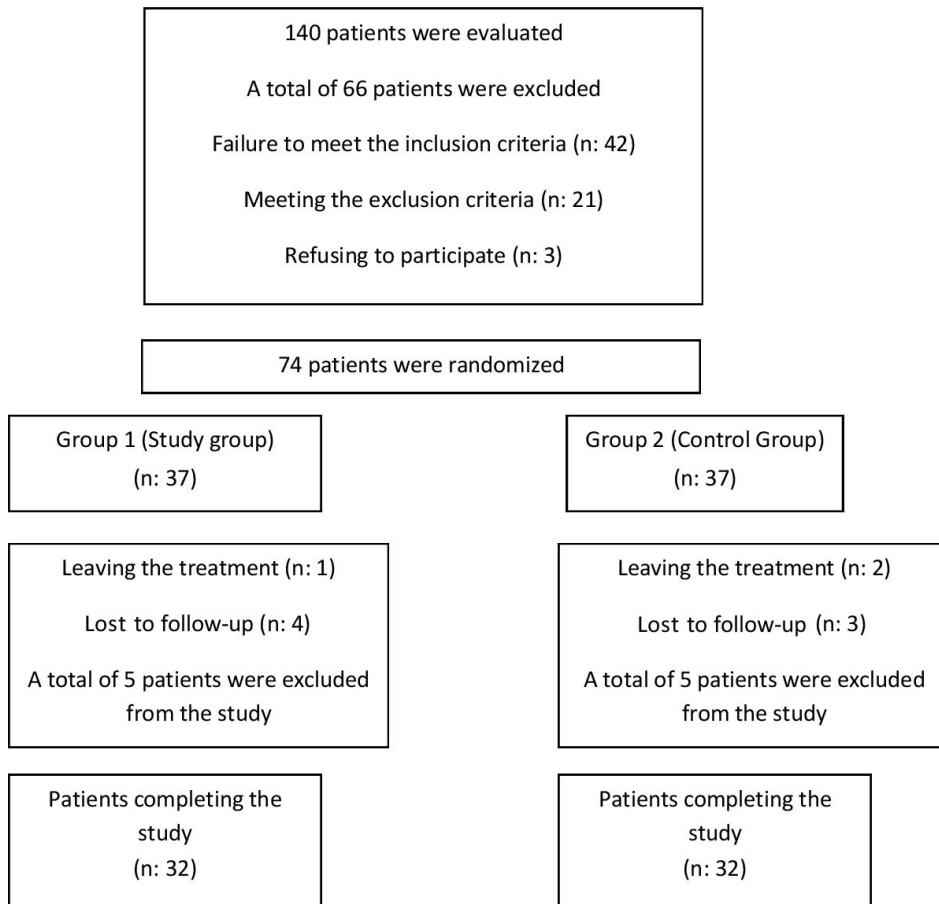 140 patients were evaluated
A total of 66 patients were excluded
Failure to meet the inclusion criteria (n: 42)
Meeting the exclusion criteria (n: 21)
Refusing to participate (n: 3)
74 patients were randomized
Group 1 (Study group)
(n: 37)
Group 2 (Control Group)
(n: 37)
Leaving the treatment (n: 1)
Lost to follow-up (n: 4)
A total of 5 patients were excluded
from the study
Leaving the treatment (n: 2)
Lost to follow-up (n: 3)
A total of 5 patients were excluded
from the study
Patients completing the
study
(n: 32)
Patients completing the
study
(n: 32)